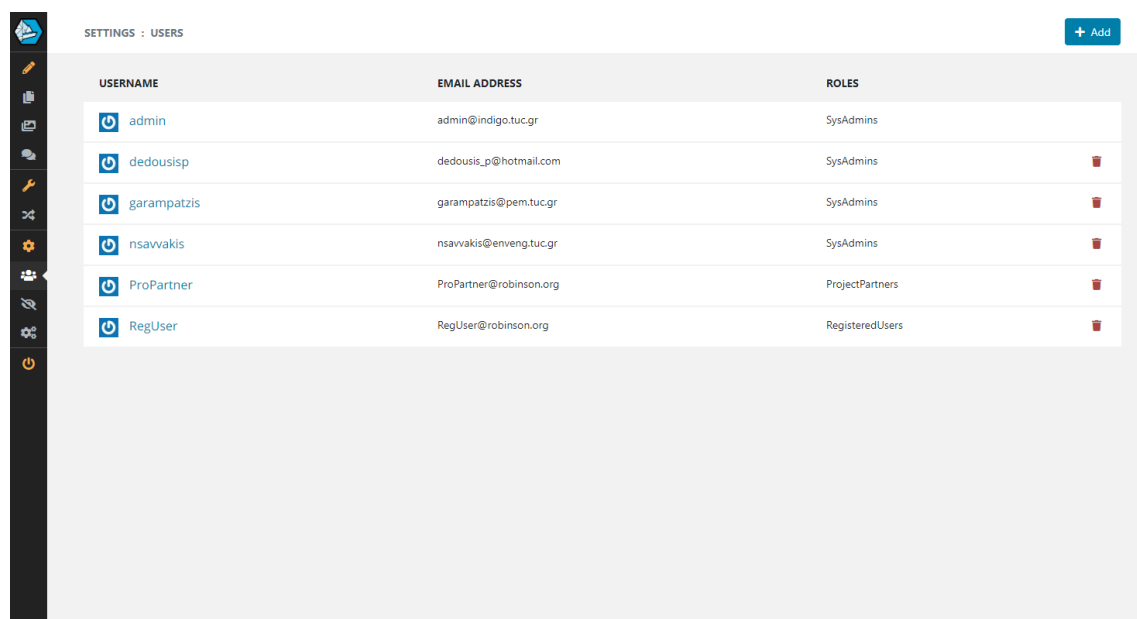 SETTINGS : USERS
Add
USERNAME EMAIL ADDRESS ROLES
admin admin@indigo.tuc.gr SysAdmins
dedousisp dedousis_p@hotmail.com SysAdmins
garampatzis garampatzis@pem.tuc.gr SysAdmins
nsavvakis nsavvakis@enveng.tuc.gr SysAdmins
ProPartner ProPartner@robinson.org ProjectPartners
RegUser RegUser@robinson.org RegisteredUsers